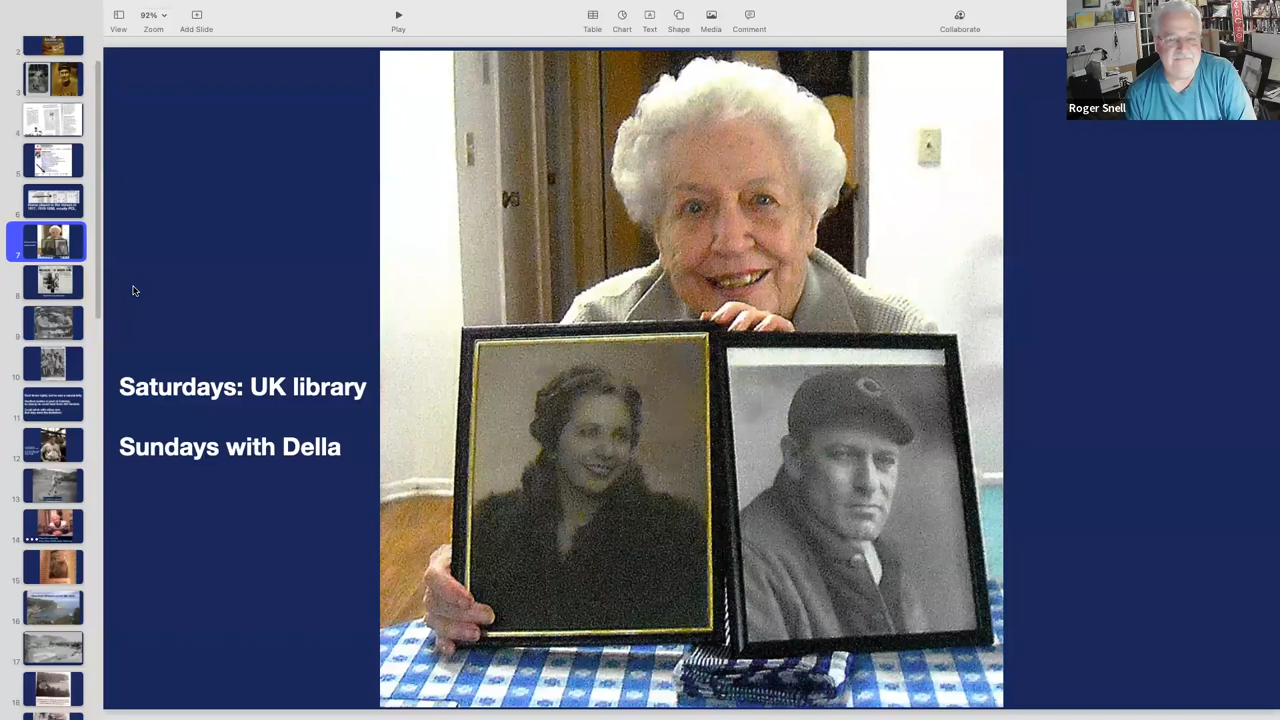 92%
View
Zoom
Add Slide
Play
Table
Chart
Text
Shape
Media
Comment
Collaborate
Roger Snell
2
3
4
5
6
7
8
9
10
11
12
13
14
15
16
17
18
Saturdays: UK library
Sundays with Della
C